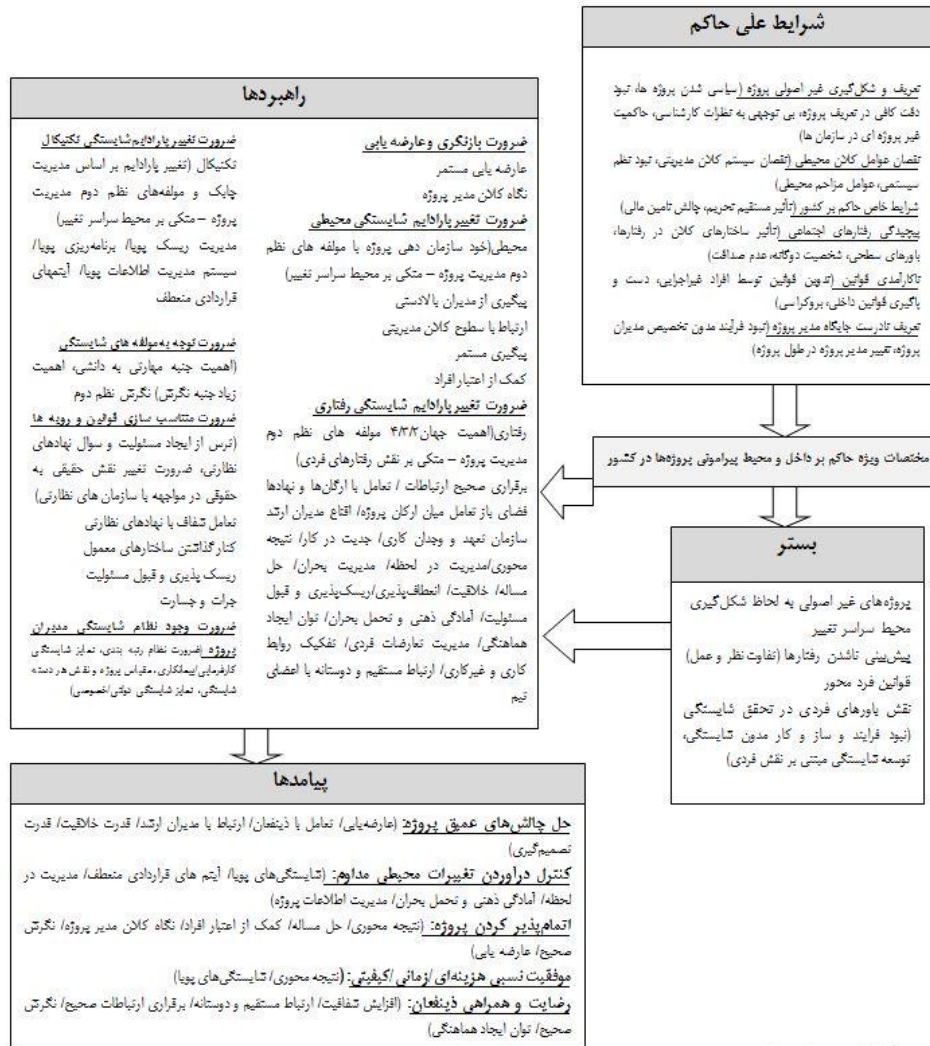 شرایط علّی حاکم
تعریف و شکل‌گیری غیر اصولی پروژه (سیاسی شدن پروژه ها، نبود
دقت کافی در تعریف پروژه، بی توجهی به نظرات کارشناسی، حاکمیت
غیر پروژه ای در سازمان ها)
نقصان عوامل کلان محیطی (نقصان سیستم کلان مدیریتی، نبود نظم
سیستمی، عوامل مزاحم محیطی)
شرایط خاص حاکم بر کشور (تأثیر مستقیم تحریم، چالش تامین مالی)
پیچیدگی رفتارهای اجتماعی (تأثیر ساختارهای کلان در رفتارها،
باورهای سطحی، شخصیت دوگانه، عدم صداقت)
ناکارآمدی قوانین (تدوین قوانین توسط افراد غیراجرایی، دست و
پاگیری قوانین داخلی، بروکراسی)
تعریف نادرست جایگاه مدیر پروژه (نبود فرآیند مدون تخصیص مدیران
پروژه، تغییر مدیر پروژه در طول پروژه)
مختصات ویژه حاکم بر داخل و محیط پیرامونی پروژه‌ها در کشور
بستر
پروژه‌های غیر اصولی به لحاظ شکل‌گیری
محیط سراسر تغییر
پیش‌بینی ناشدن رفتارها (تفاوت نظر و عمل)
قوانین فرد محور
نقش باورهای فردی در تحقق شایستگی
(نبود فرایند و ساز و کار مدون شایستگی،
توسعه شایستگی مبتنی بر نقش فردی)
راهبردها
ضرورت بازنگری و عارضه یابی
عارضه یابی مستمر
نگاه کلان مدیر پروژه
ضرورت تغییر پارادایم شایستگی محیطی
محیطی(خود سازمان دهی پروژه با مولفه های نظم
دوم مدیریت پروژه – متکی بر محیط سراسر تغییر)
پیگیری از مدیران بالادستی
ارتباط با سطوح کلان مدیریتی
پیگیری مستمر
کمک از اعتبار افراد
ضرورت تغییر پارادایم شایستگی رفتاری
رفتاری(اهمیت جهان۴/۳/۲ مولفه های نظم دوم
مدیریت پروژه – متکی بر نقش رفتارهای فردی)
برقراری صحیح ارتباطات / تعامل با ارگان‌ها و نهادها
فضای باز تعامل میان ارکان پروژه/ اقناع مدیران ارشد
سازمان تعهد و وجدان کاری/ جدیت در کار/ نتیجه
محوری/مدیریت در لحظه/ مدیریت بحران/ حل
مساله/ خلاقیت/ انعطاف‌پذیری/ریسک‌پذیری و قبول
مسئولیت/ آمادگی ذهنی و تحمل بحران/ توان ایجاد
هماهنگی/ مدیریت تعارضات فردی/ تفکیک روابط
کاری و غیرکاری/ ارتباط مستقیم و دوستانه با اعضای
تیم
ضرورت تغییر پارادایم شایستگی تکنیکال
تکنیکال (تغییر پارادایم بر اساس مدیریت
چابک و مولفه‌های نظم دوم مدیریت
پروژه – متکی بر محیط سراسر تغییر)
مدیریت ریسک پویا/ برنامه‌ریزی پویا/
سیستم مدیریت اطلاعات پویا/ آیتمهای
قراردادی منعطف
ضرورت توجه به مولفه های شایستگی
(اهمیت جنبه مهارتی به دانشی، اهمیت
زیاد جنبه نگرش) نگرش نظم دوم
ضرورت متناسب سازی قوانین و رویه ها
(ترس از ایجاد مسئولیت و سوال نهادهای
نظارتی، ضرورت تغییر نقش حقیقی به
حقوقی در مواجهه با سازمان های نظارتی)
تعامل شفاف با نهادهای نظارتی
کنار گذاشتن ساختارهای معمول
ریسک پذیری و قبول مسئولیت
جرات و جسارت
ضرورت وجود نظام شایستگی مدیران
پروژه (ضرورت نظام رتبه بندی، تمایز شایستگی
کارفرمایی/پیمانکاری، مقیاس پروژه و نقش هر دسته
شایستگی، تمایز شایستگی دولتی/خصوصی)
پیامدها
حل چالش‌های عمیق پروژه: (عارضه‌یابی/ تعامل با ذینفعان/ ارتباط با مدیران ارشد/ قدرت خلاقیت/ قدرت
تصمیم‌گیری)
کنترل درآوردن تغییرات محیطی مداوم: (شایستگی‌های پویا/ آیتم های قراردادی منعطف/ مدیریت در
لحظه/ آمادگی ذهنی و تحمل بحران/ مدیریت اطلاعات پروژه)
اتمام‌پذیر کردن پروژه: (نتیجه محوری/ حل مساله/ کمک از اعتبار افراد/ نگاه کلان مدیر پروژه/ نگرش
صحیح/ عارضه یابی)
موفقیت نسبی هزینه‌ای/زمانی/کیفیتی: (نتیجه محوری/ شایستگی‌های پویا)
رضایت و همراهی ذینفعان: (افزایش شفافیت/ ارتباط مستقیم و دوستانه/ برقراری ارتباطات صحیح/ نگرش
صحیح/ توان ایجاد هماهنگی)